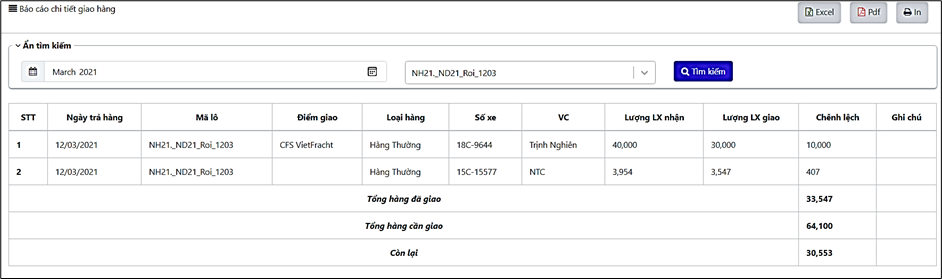 Báo cáo chi tiết giao hàng
Excel Pdf In
Ẩn tìm kiếm
March 2021 NH21._ND21_Roi_1203 Tìm kiếm
STT Ngày trả hàng Mã lô Điểm giao Loại hàng Số xe VC Lượng LX nhận Lượng LX giao Chênh lệch Ghi chú
1 12/03/2021 NH21._ND21_Roi_1203 CFS VietFracht Hàng Thường 18C-9644 Trịnh Nghiên 40,000 30,000 10,000
2 12/03/2021 NH21._ND21_Roi_1203 Hàng Thường 15C-15577 NTC 3,954 3,547 407
Tổng hàng đã giao 33,547
Tổng hàng cần giao 64,100
Còn lại 30,553